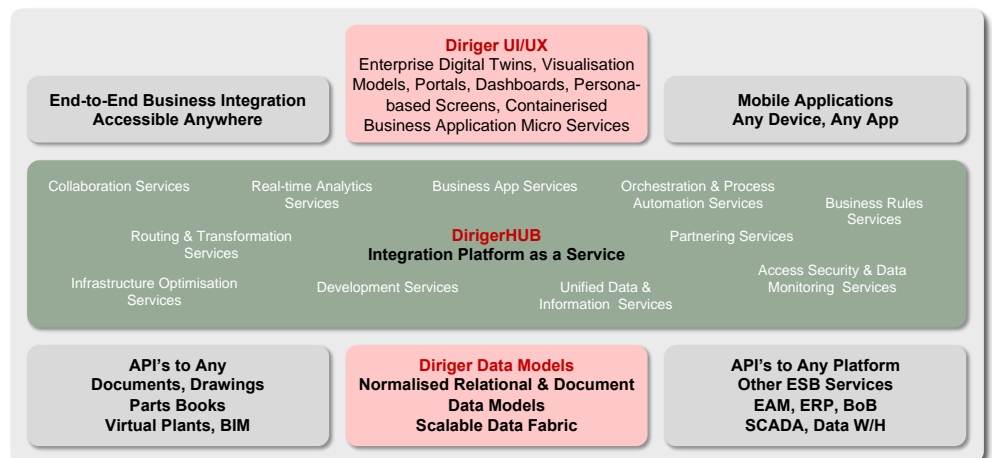 Diriger UI/UX
Enterprise Digital Twins, Visualisation
Models, Portals, Dashboards, Persona-
based Screens, Containerised
Business Application Micro Services
End-to-End Business Integration
Accessible Anywhere
Mobile Applications
Any Device, Any App
Collaboration Services
Real-time Analytics
Services
Business App Services
Orchestration & Process
Automation Services
Business Rules
Services
Routing & Transformation
Services
DirigerHUB
Integration Platform as a Service
Partnering Services
Infrastructure Optimisation
Services
Development Services
Unified Data &
Information  Services
Access Security & Data
Monitoring  Services
API's to Any
Documents, Drawings
Parts Books
Virtual Plants, BIM
Diriger Data Models
Normalised Relational & Document
Data Models
Scalable Data Fabric
API's to Any Platform
Other ESB Services
EAM, ERP, BoB
SCADA, Data W/H